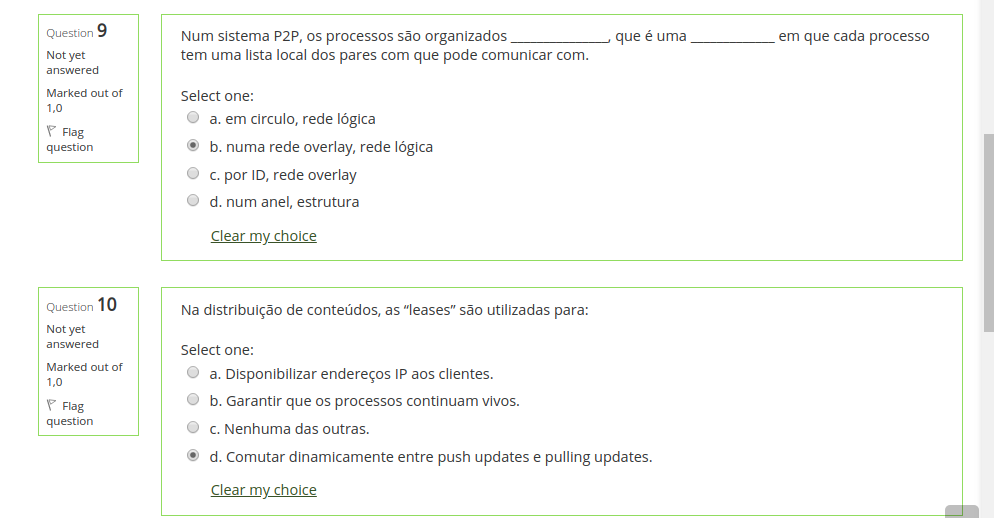 Question 9
Not yet
answered
Marked out of
1,0
Flag
question
Num sistema P2P, os processos são organizados ______________, que é uma ____________ em que cada processo
tem uma lista local dos pares com que pode comunicar com.
Select one:
a. em circulo, rede lógica
b. numa rede overlay, rede lógica
c. por ID, rede overlay
d. num anel, estrutura
Clear my choice
Question 10
Not yet
answered
Marked out of
1,0
Flag
question
Na distribuição de conteúdos, as “leases” são utilizadas para:
Select one:
a. Disponibilizar endereços IP aos clientes.
b. Garantir que os processos continuam vivos.
c. Nenhuma das outras.
d. Comutar dinamicamente entre push updates e pulling updates.
Clear my choice